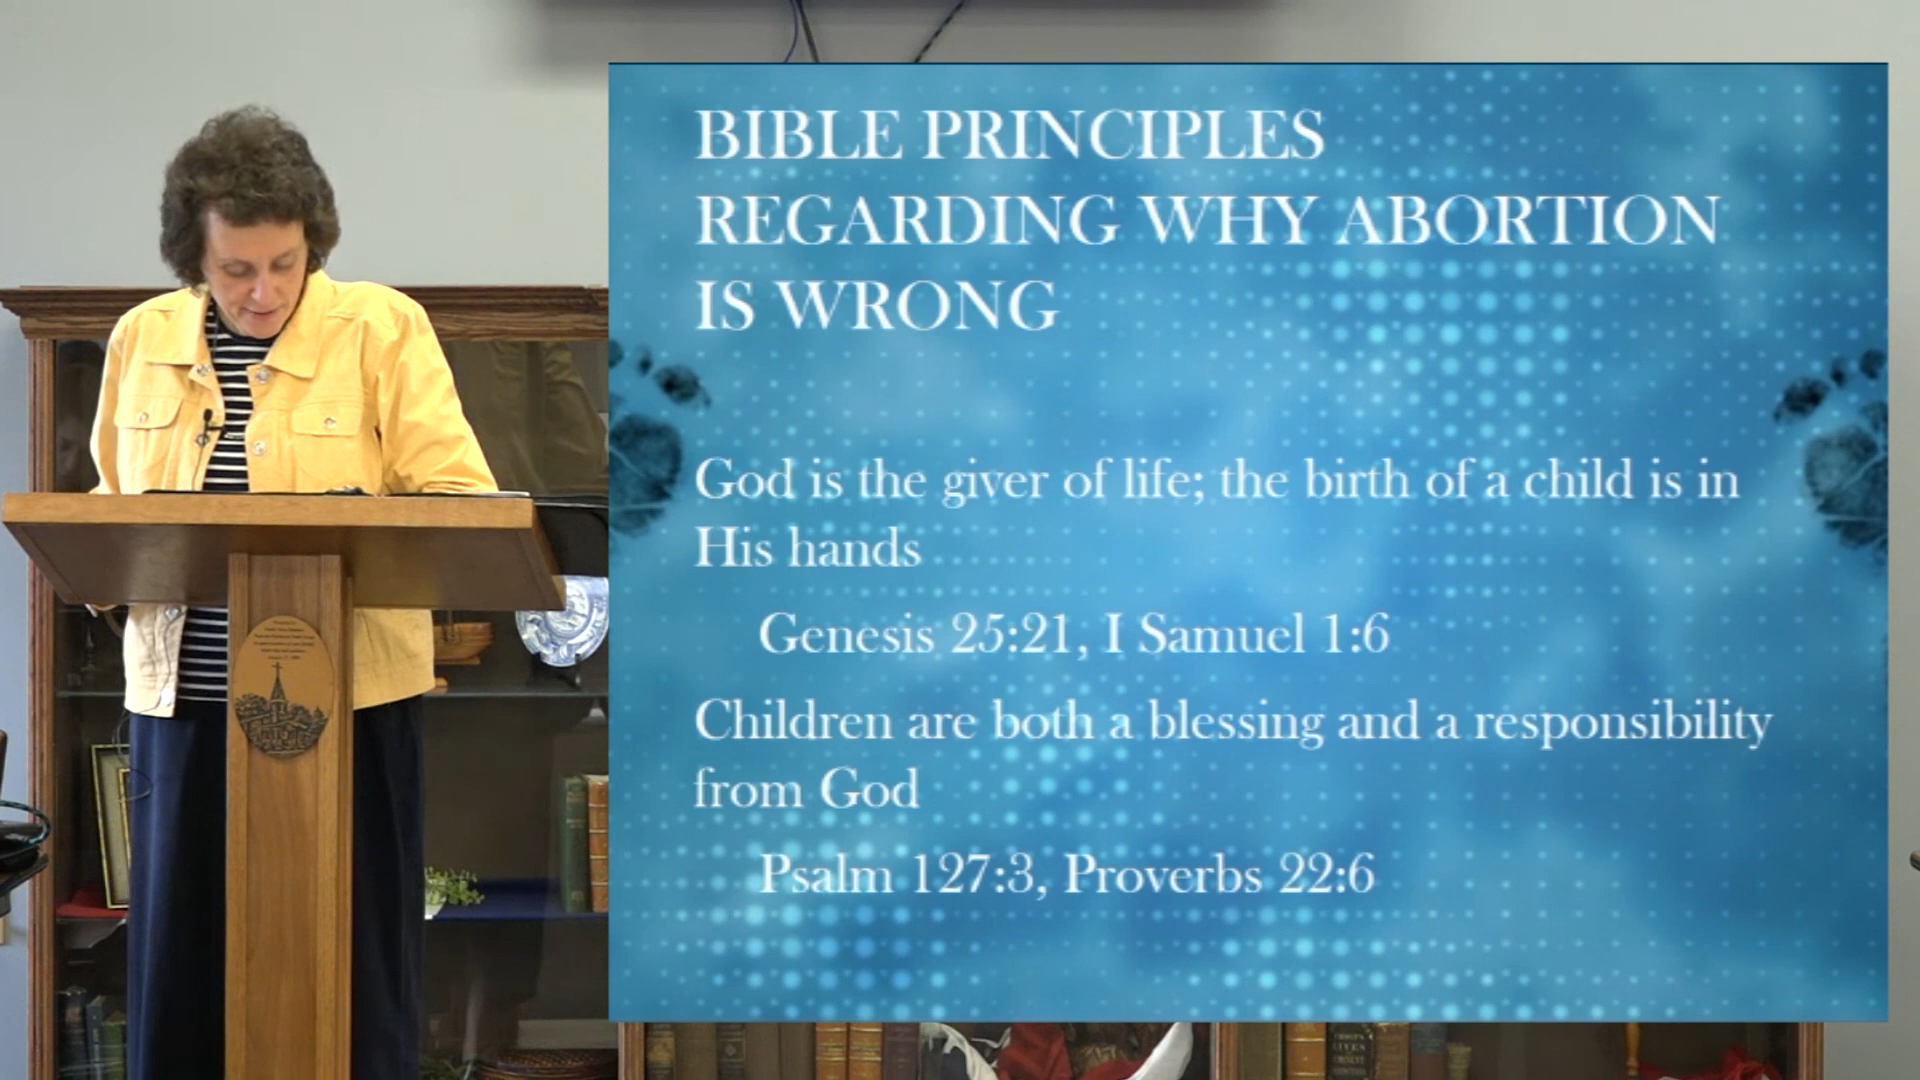 BIBLE PRINCIPLES
REGARDING WHY ABORTION
IS WRONG
God is the giver of life; the birth of a child is in
His hands
Genesis 25:21, I Samuel 1:6
Children are both a blessing and a responsibility
from God
Psalm 127:3, Proverbs 22:6